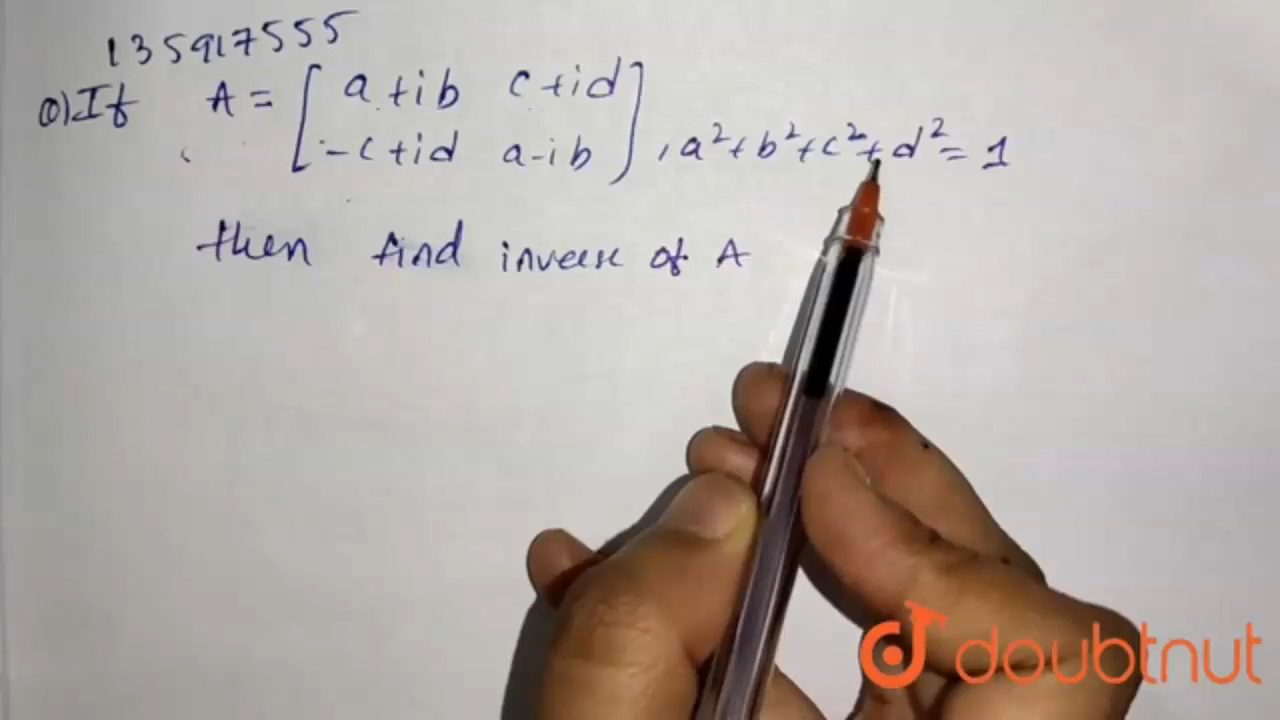 135917555
Q) If A = [ a+ib c+id
-c+id a-ib ] , a²+b²+c²+d² = 1
then find inverse of A
doubtnut